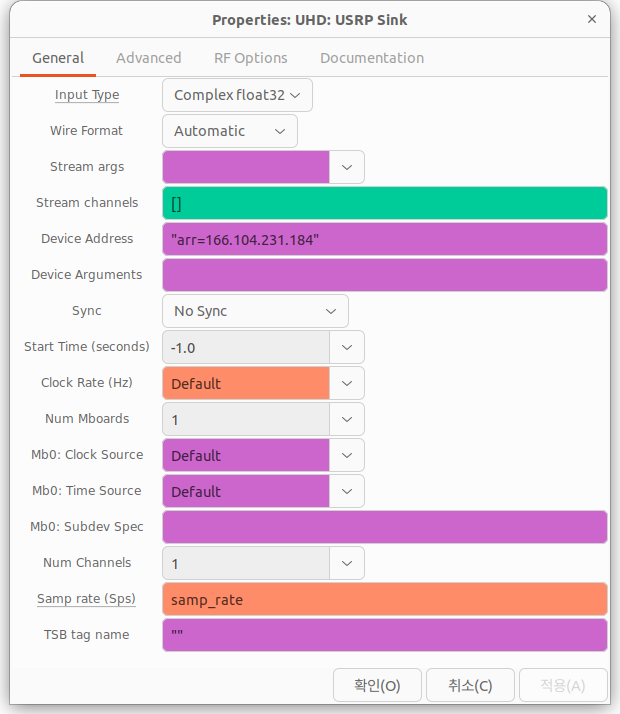 Properties: UHD: USRP Sink
General Advanced RF Options Documentation
Input Type Complex float32
Wire Format Automatic
Stream args
Stream channels []
Device Address "arr=166.104.231.184"
Device Arguments
Sync No Sync
Start Time (seconds) -1.0
Clock Rate (Hz) Default
Num Mboards 1
Mb0: Clock Source Default
Mb0: Time Source Default
Mb0: Subdev Spec
Num Channels 1
Samp rate (Sps) samp_rate
TSB tag name ""
확인(O) 취소(C) 적용(A)